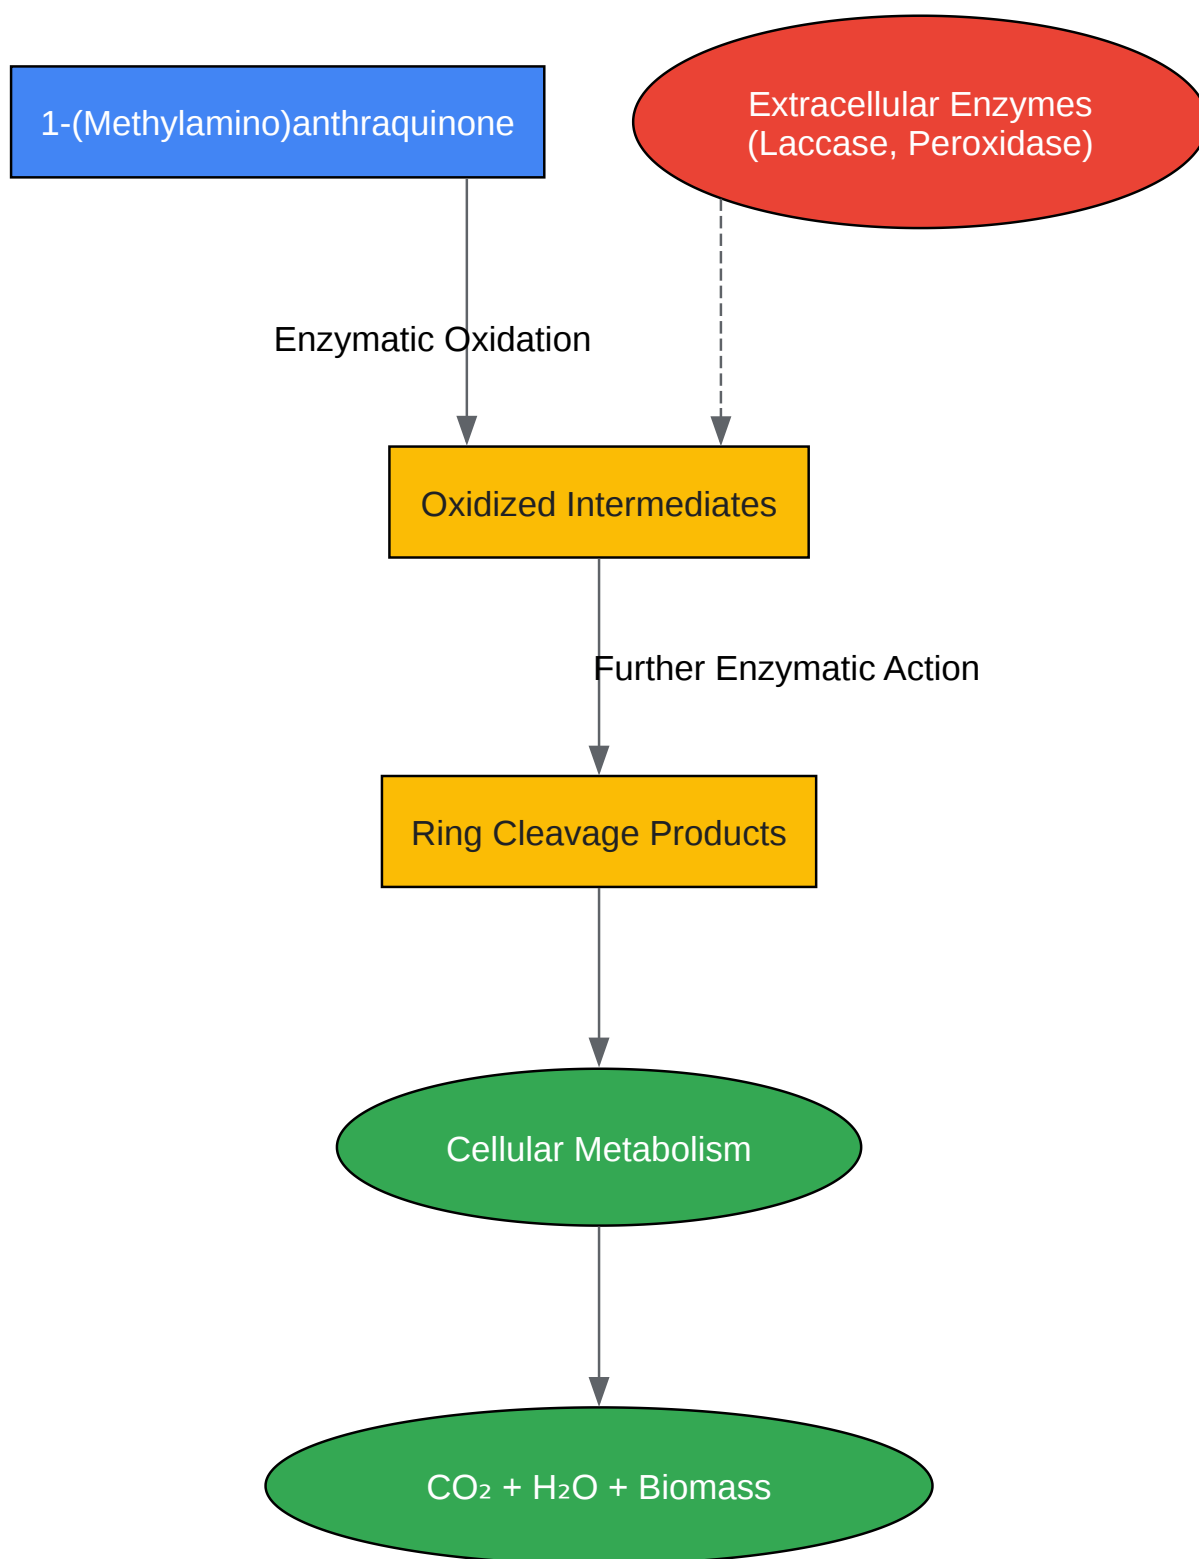 1-(Methylamino)anthraquinone
Extracellular Enzymes
(Laccase, Peroxidase)
Enzymatic Oxidation
Oxidized Intermediates
Further Enzymatic Action
Ring Cleavage Products
Cellular Metabolism
CO₂ + H₂O + Biomass